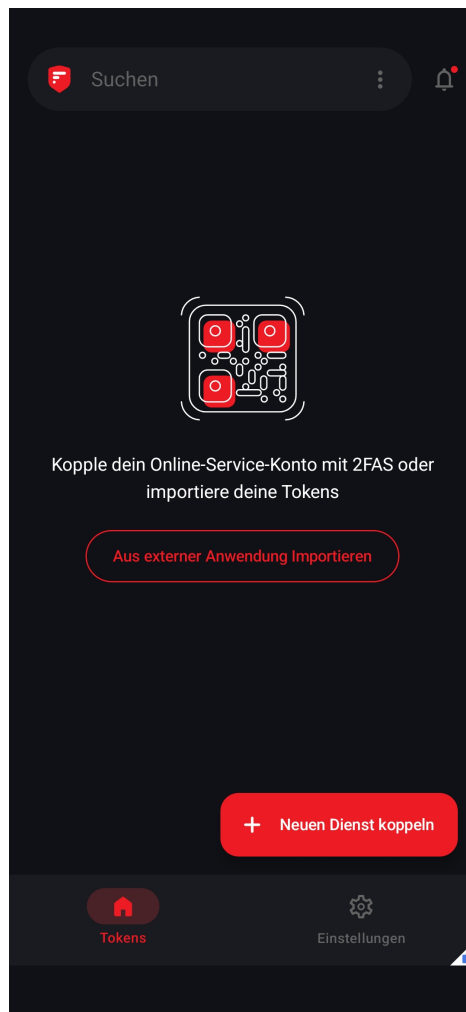 Suchen
Kopple dein Online-Service-Konto mit 2FAS oder
importiere deine Tokens
Aus externer Anwendung Importieren
+ Neuen Dienst koppeln
Tokens
Einstellungen